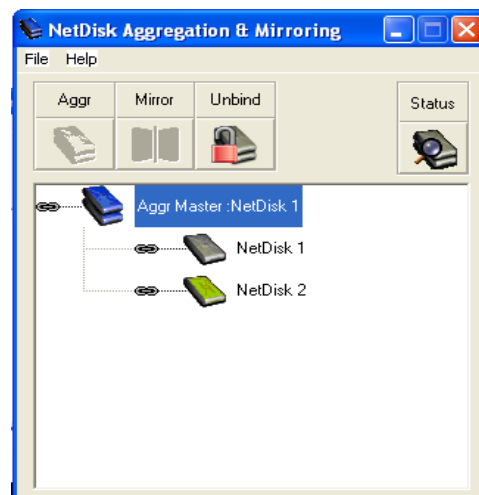 NetDisk Aggregation & Mirroring
File Help
Aggr Mirror Unbind Status
Aggr Master :NetDisk 1
NetDisk 1
NetDisk 2